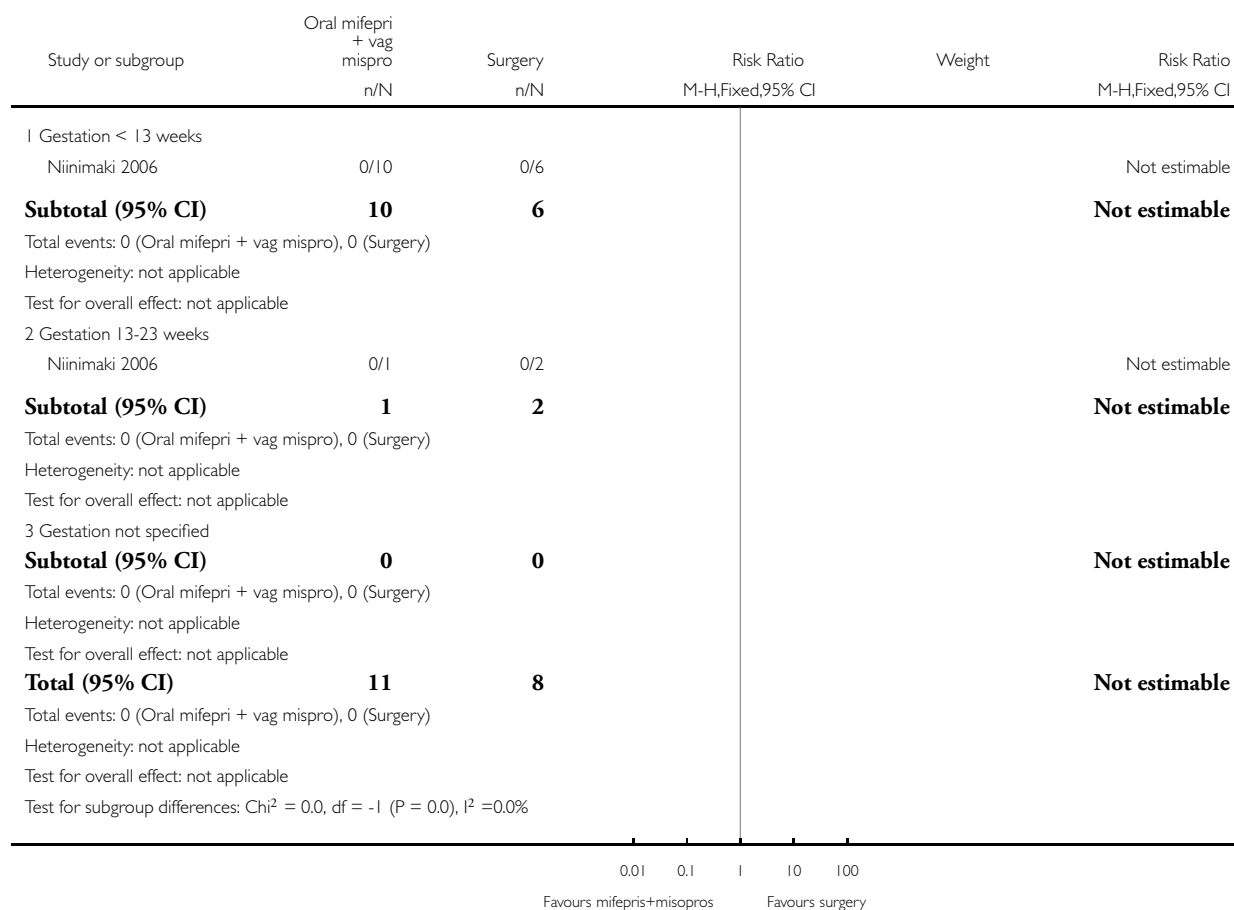 Oral mifepri
+ vag
Study or subgroup mispro Surgery Risk Ratio Weight Risk Ratio
n/N n/N M-H,Fixed,95% CI M-H,Fixed,95% CI
1 Gestation < 13 weeks
Niinimaki 2006 0/10 0/6 Not estimable
Subtotal (95% CI) 10 6 Not estimable
Total events: 0 (Oral mifepri + vag mispro), 0 (Surgery)
Heterogeneity: not applicable
Test for overall effect: not applicable
2 Gestation 13-23 weeks
Niinimaki 2006 0/1 0/2 Not estimable
Subtotal (95% CI) 1 2 Not estimable
Total events: 0 (Oral mifepri + vag mispro), 0 (Surgery)
Heterogeneity: not applicable
Test for overall effect: not applicable
3 Gestation not specified
Subtotal (95% CI) 0 0 Not estimable
Total events: 0 (Oral mifepri + vag mispro), 0 (Surgery)
Heterogeneity: not applicable
Test for overall effect: not applicable
Total (95% CI) 11 8 Not estimable
Total events: 0 (Oral mifepri + vag mispro), 0 (Surgery)
Heterogeneity: not applicable
Test for overall effect: not applicable
Test for subgroup differences: Chi² = 0.0, df = -1 (P = 0.0), I² =0.0%
0.01 0.1 1 10 100
Favours mifepris+misopros Favours surgery